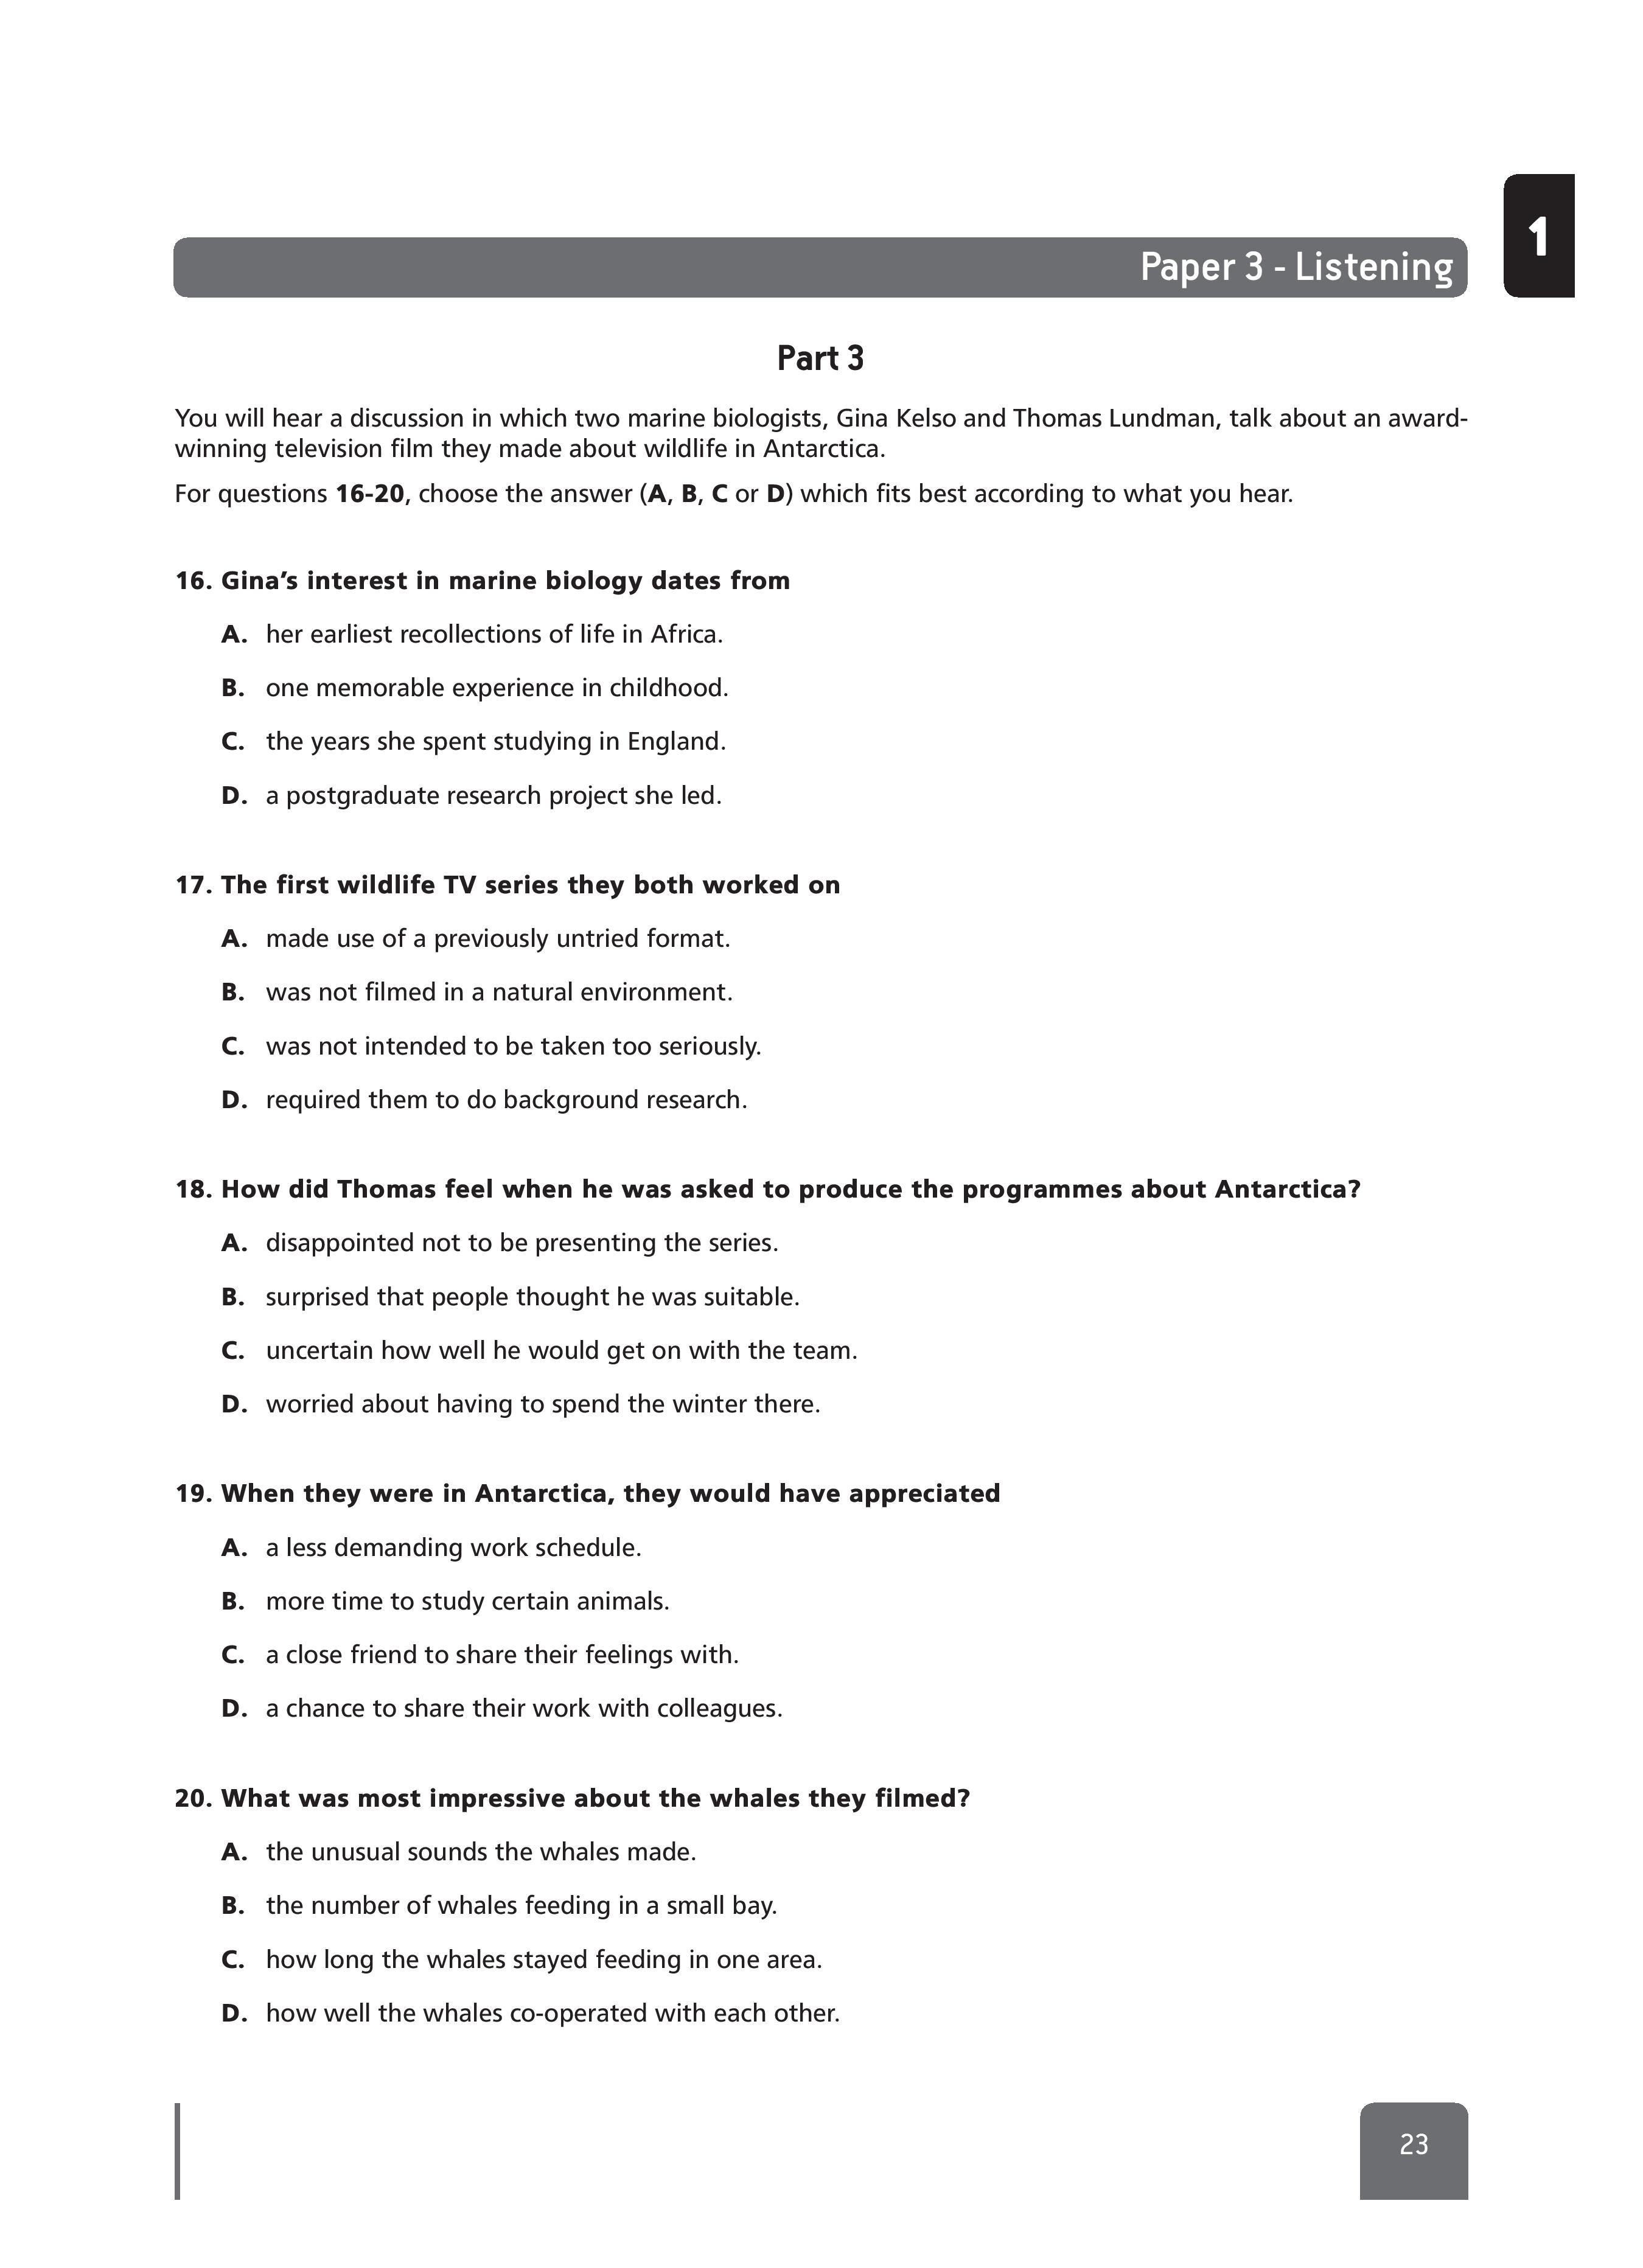 1
Paper 3 - Listening
Part 3
You will hear a discussion in which two marine biologists, Gina Kelso and Thomas Lundman, talk about an award-
winning television film they made about wildlife in Antarctica.
For questions 16-20, choose the answer (A, B, C or D) which fits best according to what you hear.
16. Gina's interest in marine biology dates from
A. her earliest recollections of life in Africa.
B. one memorable experience in childhood.
C. the years she spent studying in England.
D. a postgraduate research project she led.
17. The first wildlife TV series they both worked on
A. made use of a previously untried format.
B. was not filmed in a natural environment.
C. was not intended to be taken too seriously.
D. required them to do background research.
18. How did Thomas feel when he was asked to produce the programmes about Antarctica?
A. disappointed not to be presenting the series.
B. surprised that people thought he was suitable.
C. uncertain how well he would get on with the team.
D. worried about having to spend the winter there.
19. When they were in Antarctica, they would have appreciated
A. a less demanding work schedule.
B. more time to study certain animals.
C. a close friend to share their feelings with.
D. a chance to share their work with colleagues.
20. What was most impressive about the whales they filmed?
A. the unusual sounds the whales made.
B. the number of whales feeding in a small bay.
C. how long the whales stayed feeding in one area.
D. how well the whales co-operated with each other.
23